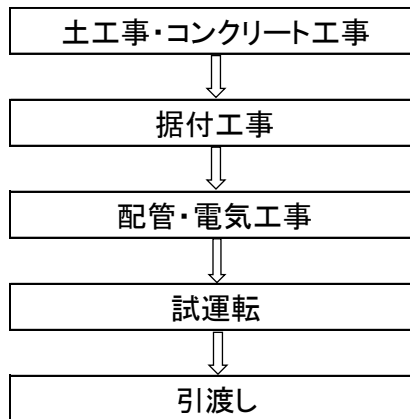 土工事・コンクリート工事
据付工事
配管・電気工事
試運転
引渡し